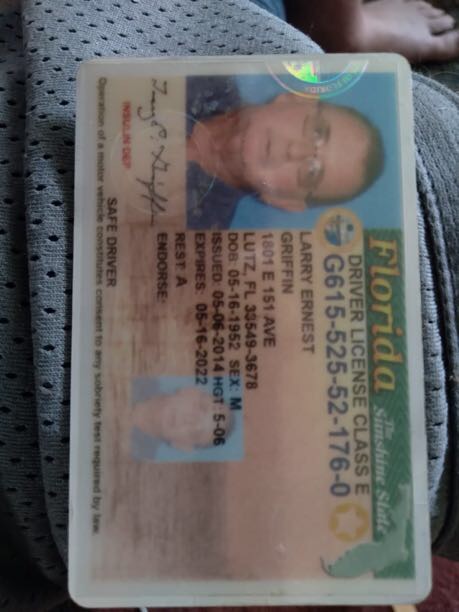 Florida
The Sunshine State
DRIVER LICENSE CLASS E
G615-525-52-176-0
LARRY ERNEST
GRIFFIN
1801 E 151 AVE
LUTZ, FL 33549-3678
DOB: 05-16-1952 SEX: M
ISSUED: 05-06-2014 HGT: 5-06
EXPIRES: 05-16-2022
REST: A
ENDORSE:
INSULIN DEP
SAFE DRIVER
Operation of a motor vehicle constitutes consent to any sobriety test required by law.